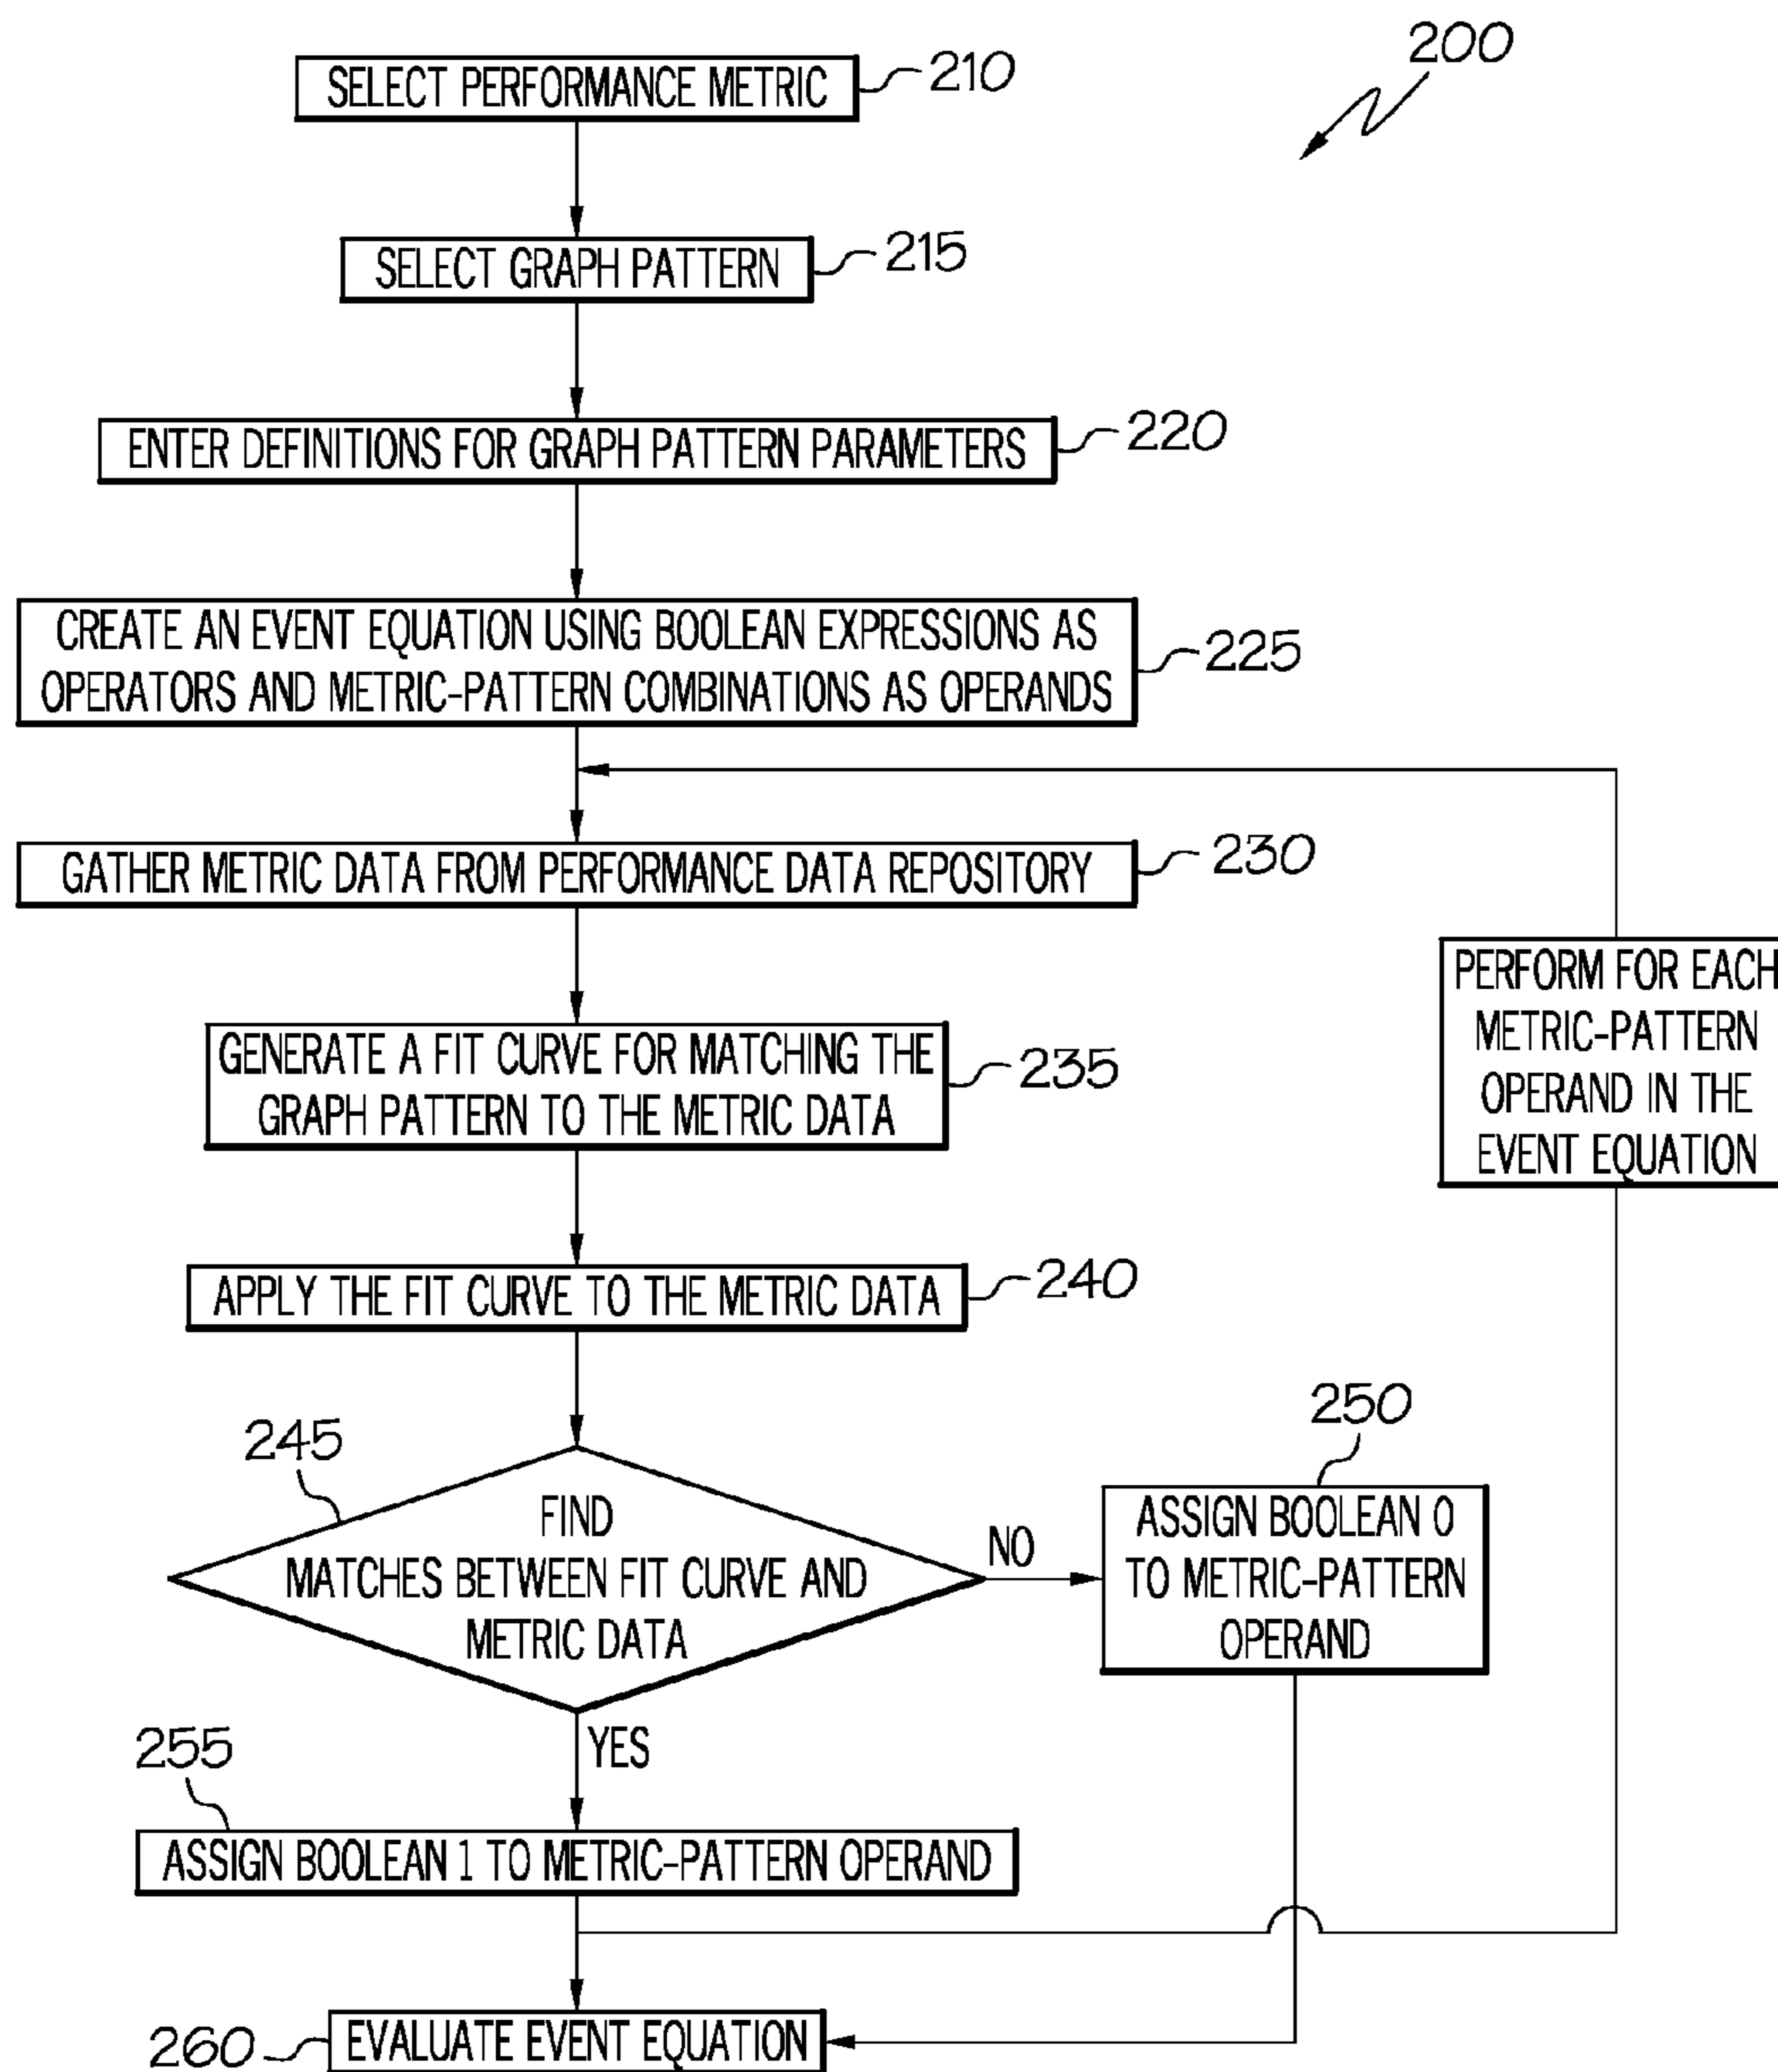 200
SELECT PERFORMANCE METRIC
210
SELECT GRAPH PATTERN
215
ENTER DEFINITIONS FOR GRAPH PATTERN PARAMETERS
220
CREATE AN EVENT EQUATION USING BOOLEAN EXPRESSIONS AS
OPERATORS AND METRIC-PATTERN COMBINATIONS AS OPERANDS
225
GATHER METRIC DATA FROM PERFORMANCE DATA REPOSITORY
230
PERFORM FOR EACH
METRIC-PATTERN
OPERAND IN THE
EVENT EQUATION
GENERATE A FIT CURVE FOR MATCHING THE
GRAPH PATTERN TO THE METRIC DATA
235
APPLY THE FIT CURVE TO THE METRIC DATA
240
245
FIND
MATCHES BETWEEN FIT CURVE AND
METRIC DATA
NO
250
ASSIGN BOOLEAN 0
TO METRIC-PATTERN
OPERAND
YES
255
ASSIGN BOOLEAN 1 TO METRIC-PATTERN OPERAND
260
EVALUATE EVENT EQUATION